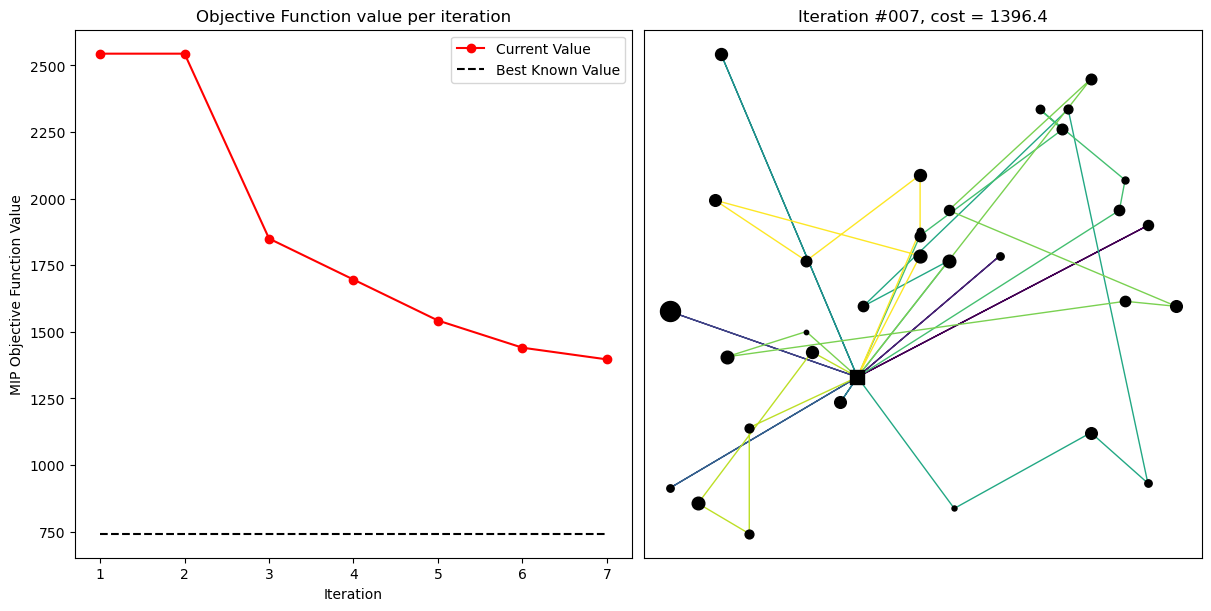 Objective Function value per iteration
Current Value
Best Known Value
MIP Objective Function Value
2500
2250
2000
1750
1500
1250
1000
750
1 2 3 4 5 6 7
Iteration
Iteration #007, cost = 1396.4